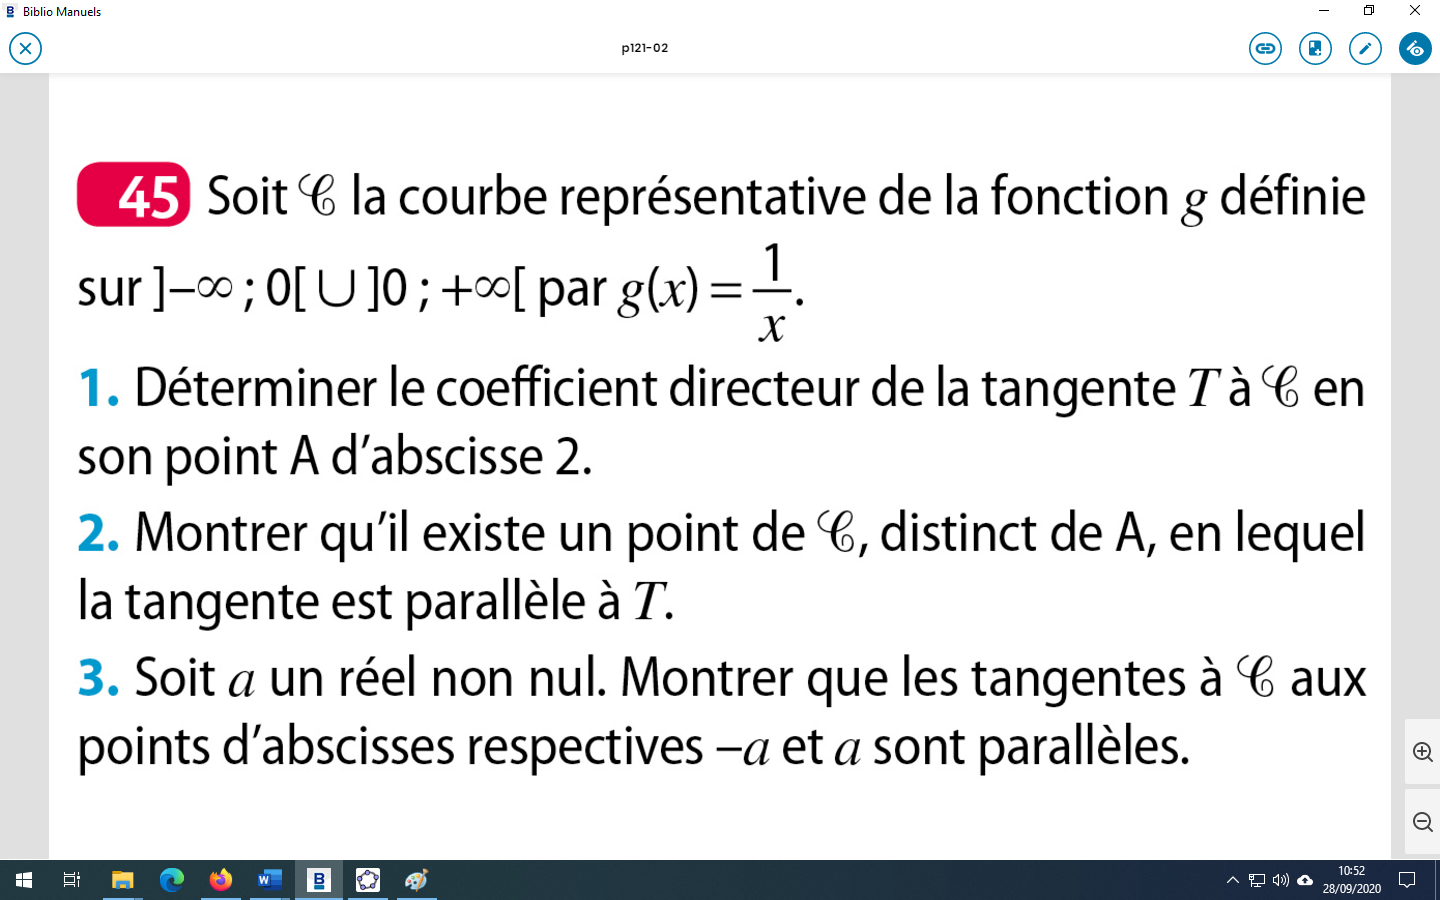 Biblio Manuels
p121-02
45 Soit 𝒞 la courbe représentative de la fonction g définie
sur ]–∞ ; 0[ ∪ ]0 ; +∞[ par g(x) = 1/x.
1. Déterminer le coefficient directeur de la tangente T à 𝒞 en
son point A d’abscisse 2.
2. Montrer qu’il existe un point de 𝒞, distinct de A, en lequel
la tangente est parallèle à T.
3. Soit a un réel non nul. Montrer que les tangentes à 𝒞 aux
points d’abscisses respectives –a et a sont parallèles.
10:52
28/09/2020